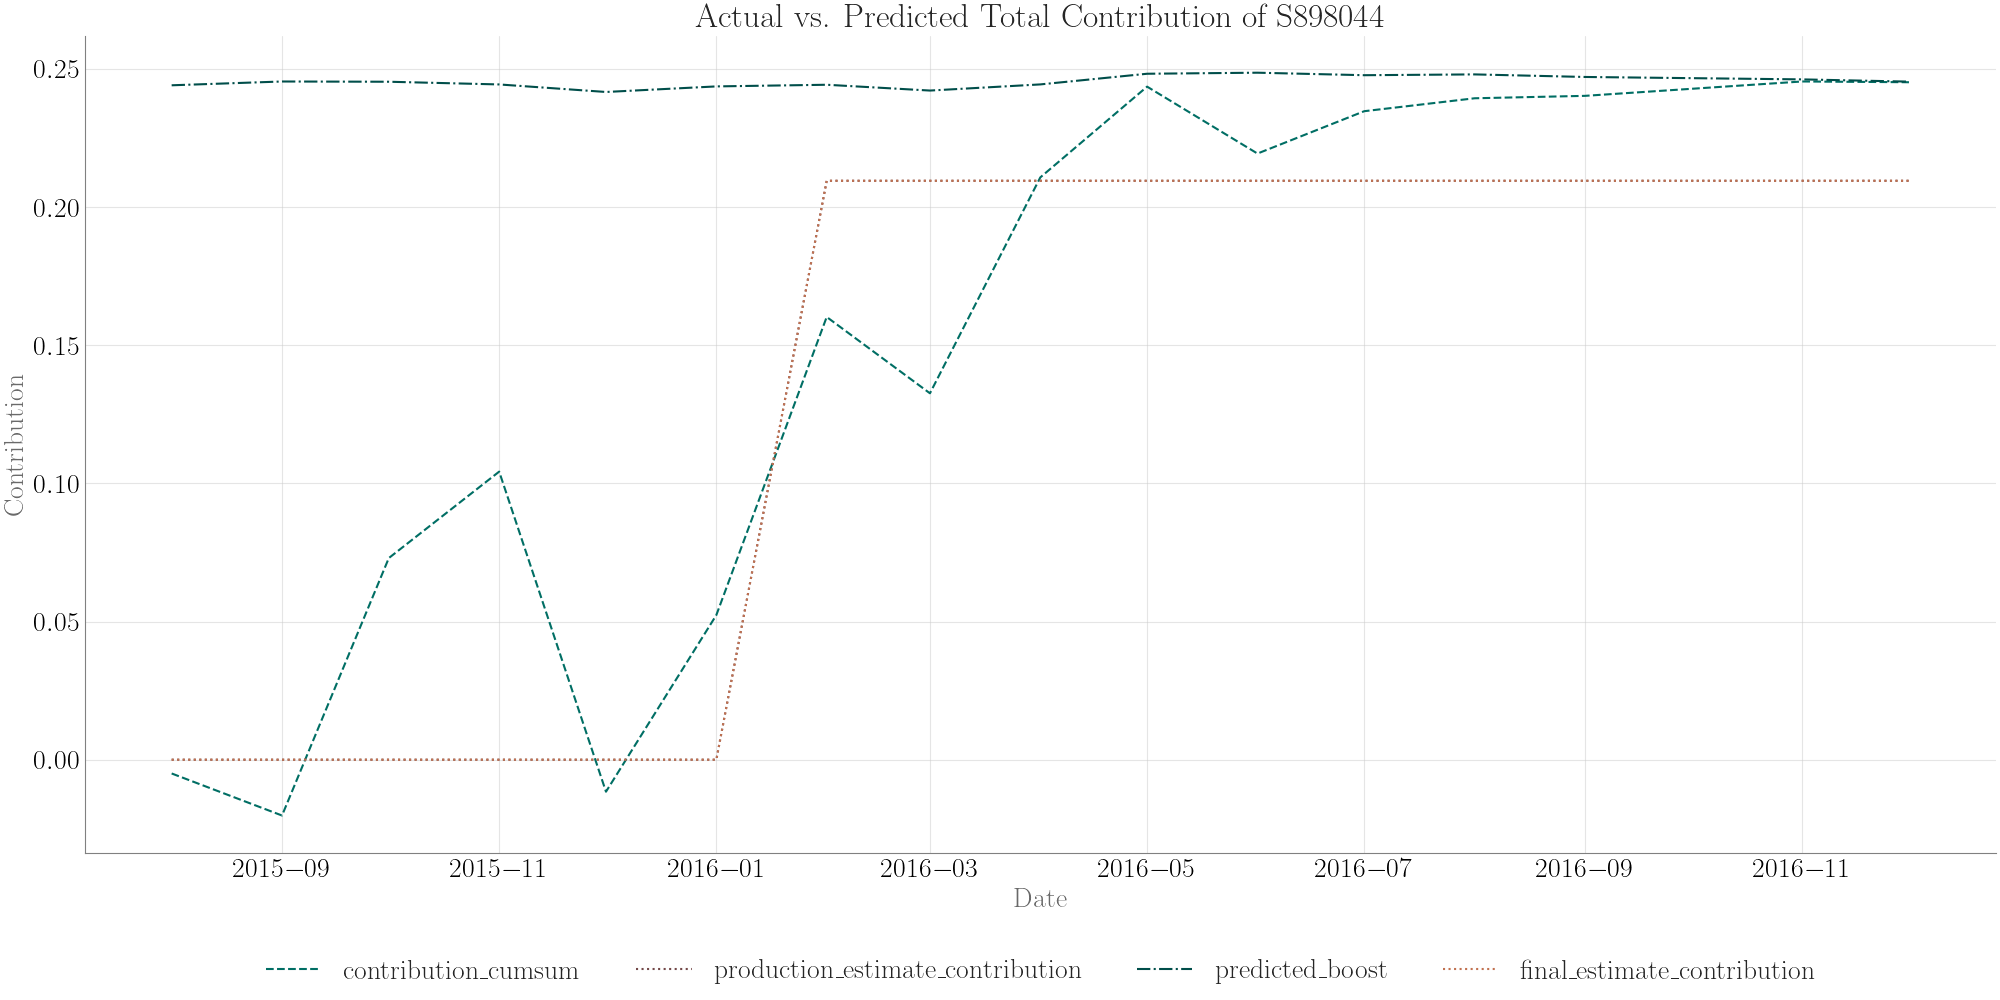 Actual vs. Predicted Total Contribution of S898044
0.25
0.20
0.15
0.10
0.05
0.00
Contribution
2015–09 2015–11 2016–01 2016–03 2016–05 2016–07 2016–09 2016–11
Date
contribution_cumsum production_estimate_contribution predicted_boost final_estimate_contribution